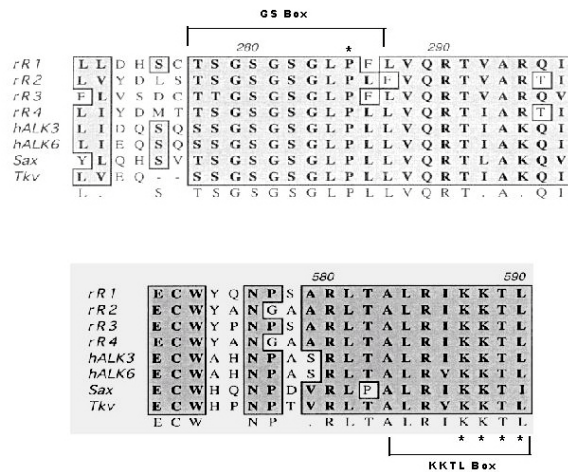 GS Box
280 * 290
rR1 L L D H S C T S G S G S G L P F L V Q R T V A R Q I
rR2 L V Y D L S T S G S G S G L P L F V Q R T V A R T I
rR3 F L V S D C T T G S G S G L P F L V Q R T V A R Q V
rR4 L I Y D M T T S G S G S G L P L L V Q R T I A R T I
hALK3 L I D Q S Q S S G S G S G L P L L V Q R T I A K Q I
hALK6 L I E Q S Q S S G S G S G L P L L V Q R T I A K Q I
Sax Y L Q H S V T S G S G S G L P L L V Q R T L A K Q V
Tkv L V E Q - - S S G S G S G L P L L V Q R T I A K Q I
L . S T S G S G S G L P L L V Q R T . A . Q I
580 590
rR1 E C W Y Q N P S A R L T A L R I K K T L
rR2 E C W Y A N G A A R L T A L R I K K T L
rR3 E C W Y P N P S A R L T A L R I K K T L
rR4 E C W Y A N G A A R L T A L R I K K T L
hALK3 E C W A H N P A S R L T A L R I K K T L
hALK6 E C W A H N P A S R L T A L R V K K T L
Sax E C W H Q N P D V R L P A L R I K K T I
Tkv E C W H P N P T V R L T A L R V K K T L
E C W N P . R L T A L R I K K T L
* * * *
KKTL Box